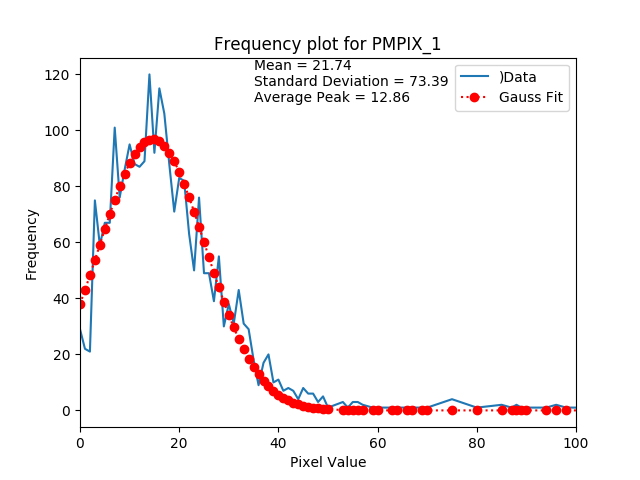 Frequency plot for PMPIX_1
Mean = 21.74
Standard Deviation = 73.39
Average Peak = 12.86
)Data
Gauss Fit
120
100
80
60
40
20
0
Frequency
0 20 40 60 80 100
Pixel Value